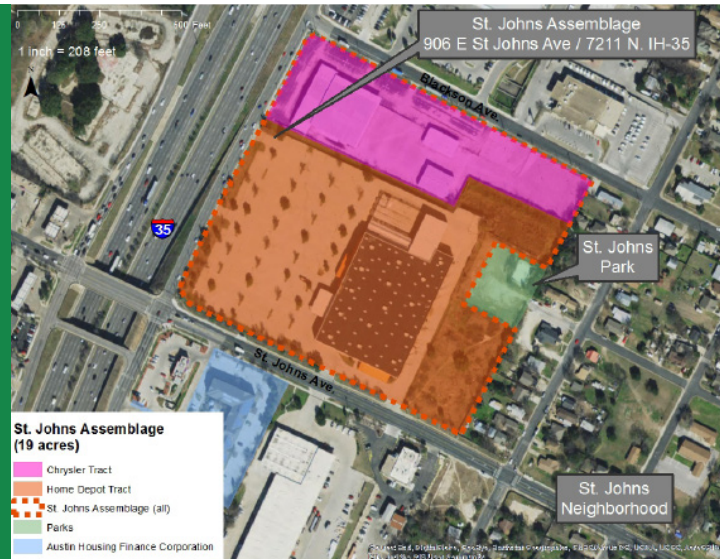 0
500 Feet
1 inch = 208 feet
St. Johns Assemblage
906 E St Johns Ave / 7211 N. IH-35
Blackson Ave.
35
St. Johns
Park
St. Johns Ave.
St. Johns Assemblage
(19 acres)
Chrysler Tract
Home Depot Tract
St. Johns Assemblage (all)
Parks
Austin Housing Finance Corporation
St. Johns
Neighborhood